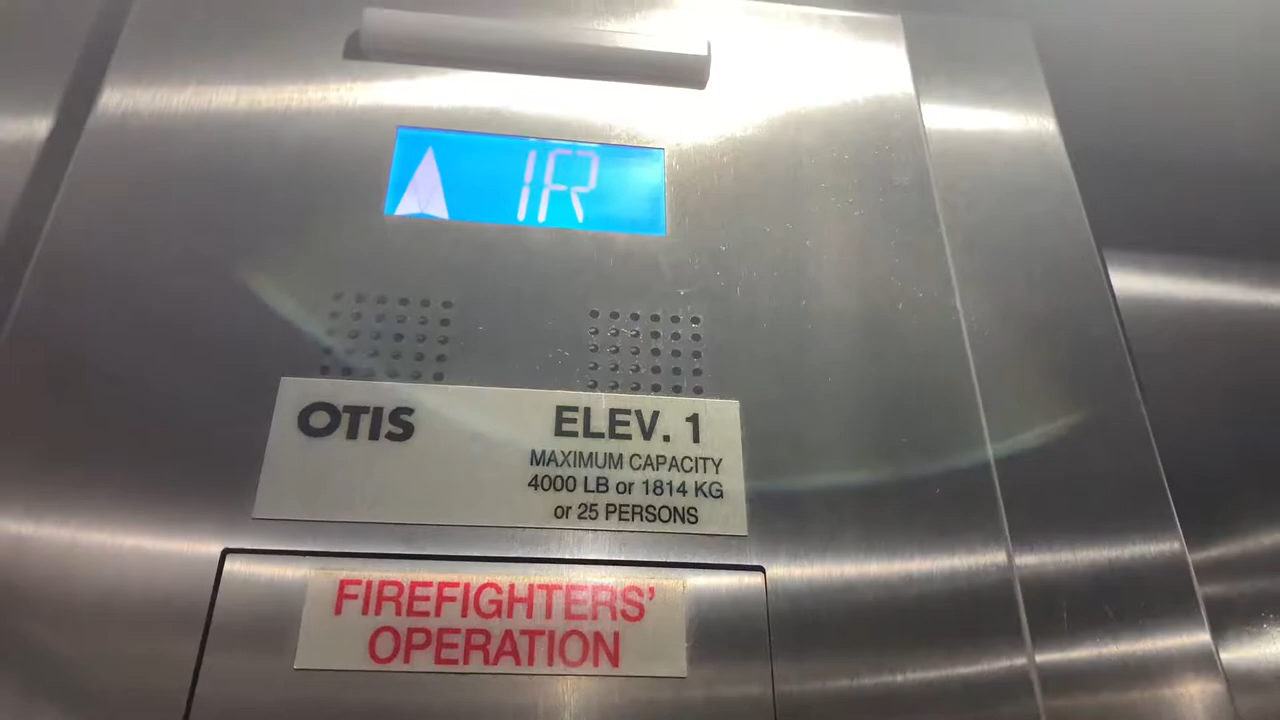 1R
OTIS
ELEV. 1
MAXIMUM CAPACITY
4000 LB or 1814 KG
or 25 PERSONS
FIREFIGHTERS'
OPERATION